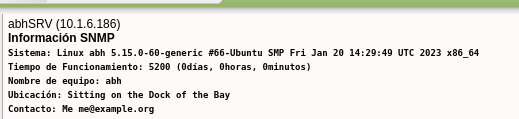 abhSRV (10.1.6.186)
Información SNMP
Sistema: Linux abh 5.15.0-60-generic #66-Ubuntu SMP Fri Jan 20 14:29:49 UTC 2023 x86_64
Tiempo de Funcionamiento: 5200 (0días, 0horas, 0minutos)
Nombre de equipo: abh
Ubicación: Sitting on the Dock of the Bay
Contacto: Me me@example.org